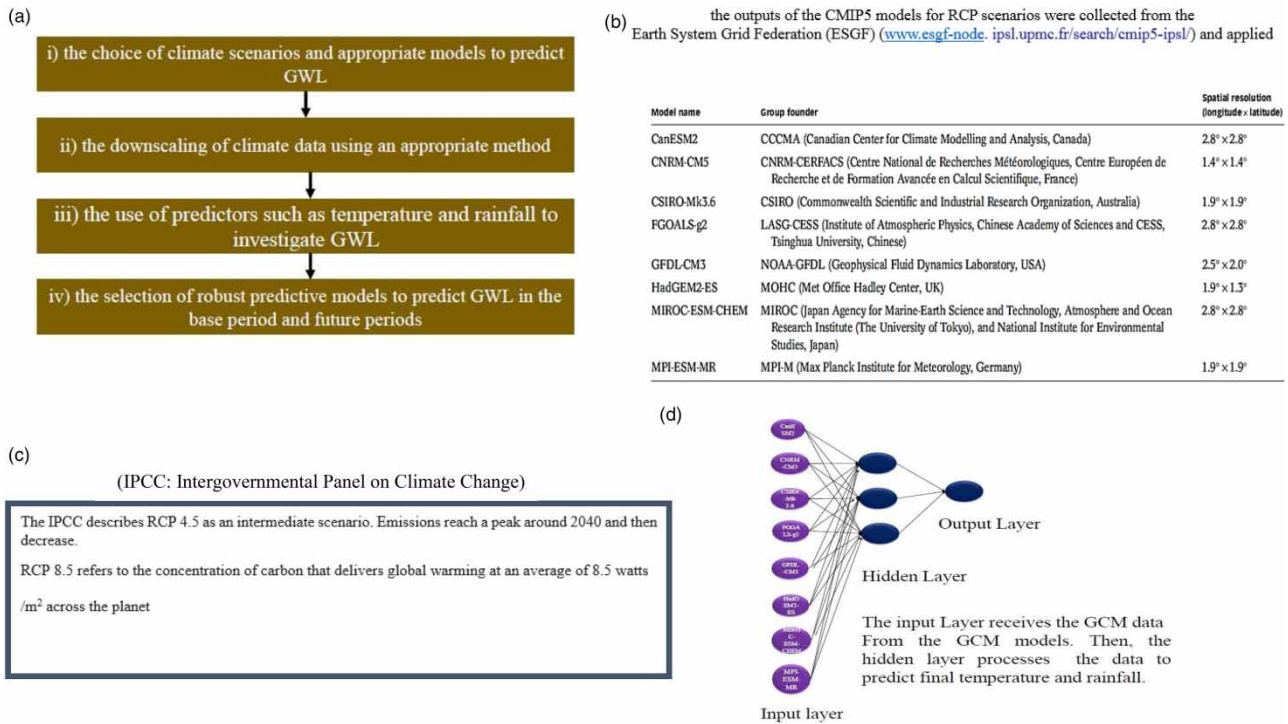 (a)
i) the choice of climate scenarios and appropriate models to predict
GWL
ii) the downscaling of climate data using an appropriate method
iii) the use of predictors such as temperature and rainfall to
investigate GWL
iv) the selection of robust predictive models to predict GWL in the
base period and future periods
(b)
the outputs of the CMIP5 models for RCP scenarios were collected from the
Earth System Grid Federation (ESGF) (www.esgf-node. ipsl.upmc.fr/search/cmip5-ipsl/) and applied
Spatial resolution
Model name Group founder (longitude × latitude)
CanESM2 CCCMA (Canadian Center for Climate Modelling and Analysis, Canada) 2.8° × 2.8°
CNRM-CM5 CNRM-CERFACS (Centre National de Recherches Météorologiques, Centre Européen de 1.4° × 1.4°
Recherche et de Formation Avancée en Calcul Scientifique, France)
CSIRO-Mk3.6 CSIRO (Commonwealth Scientific and Industrial Research Organization, Australia) 1.9° × 1.9°
FGOALS-g2 LASG-CESS (Institute of Atmospheric Physics, Chinese Academy of Sciences and CESS, 2.8° × 2.8°
Tsinghua University, Chinese)
GFDL-CM3 NOAA-GFDL (Geophysical Fluid Dynamics Laboratory, USA) 2.5° × 2.0°
HadGEM2-ES MOHC (Met Office Hadley Center, UK) 1.9° × 1.3°
MIROC-ESM-CHEM MIROC (Japan Agency for Marine-Earth Science and Technology, Atmosphere and Ocean 2.8° × 2.8°
Research Institute (The University of Tokyo), and National Institute for Environmental
Studies, Japan)
MPI-ESM-MR MPI-M (Max Planck Institute for Meteorology, Germany) 1.9° × 1.9°
(c)
(IPCC: Intergovernmental Panel on Climate Change)
The IPCC describes RCP 4.5 as an intermediate scenario. Emissions reach a peak around 2040 and then
decrease.
RCP 8.5 refers to the concentration of carbon that delivers global warming at an average of 8.5 watts
/m² across the planet
(d)
CNRM
-CM5
GFDL
-CM3
C-
ESM-
CHEM
MPI-
ESM-
MR
Input layer
Hidden Layer
Output Layer
The input Layer receives the GCM data
From the GCM models. Then, the
hidden layer processes the data to
predict final temperature and rainfall.